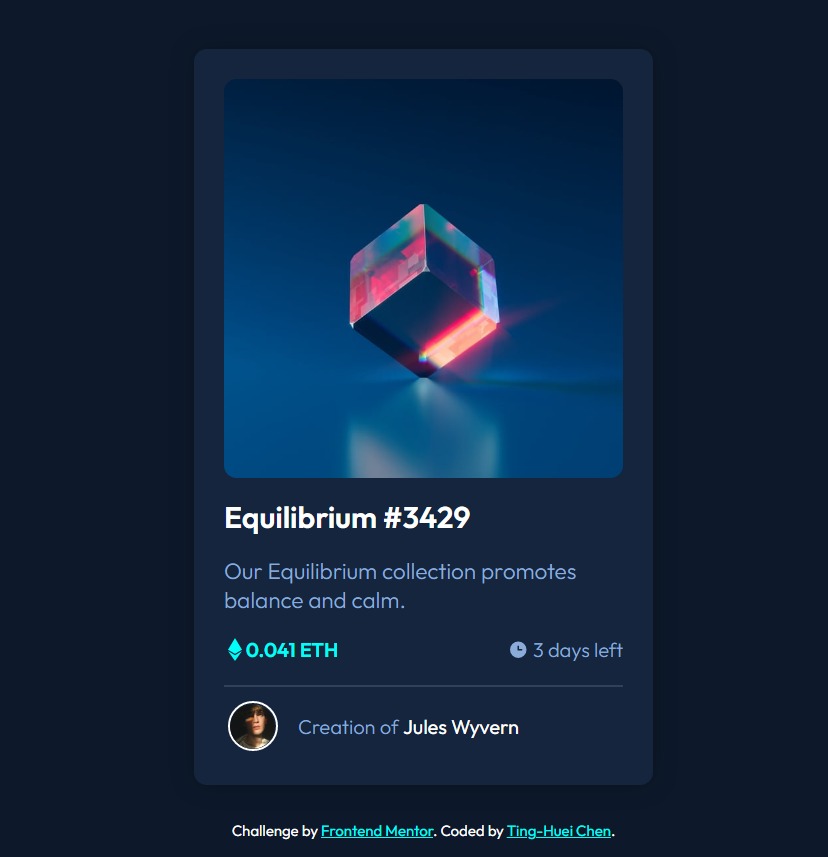 Equilibrium #3429
Our Equilibrium collection promotes
balance and calm.
0.041 ETH
3 days left
Creation of Jules Wyvern
Challenge by Frontend Mentor. Coded by Ting-Huei Chen.